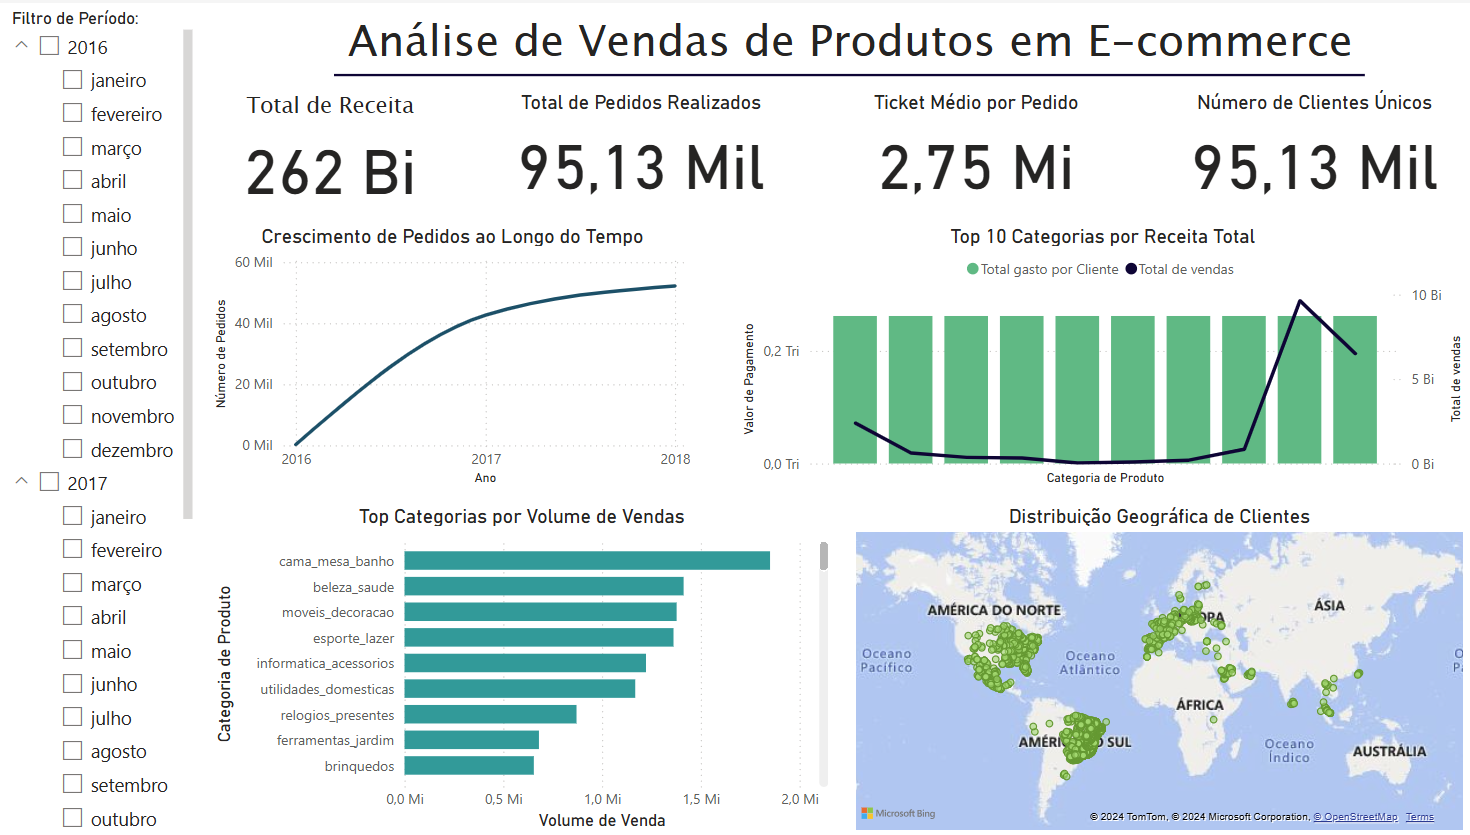 Filtro de Período:
2016
janeiro
fevereiro
março
abril
maio
junho
julho
agosto
setembro
outubro
novembro
dezembro
2017
janeiro
fevereiro
março
abril
maio
junho
julho
agosto
setembro
outubro
Análise de Vendas de Produtos em E-commerce
Total de Receita
262 Bi
Total de Pedidos Realizados
95,13 Mil
Ticket Médio por Pedido
2,75 Mi
Número de Clientes Únicos
95,13 Mil
Crescimento de Pedidos ao Longo do Tempo
Número de Pedidos
60 Mil
40 Mil
20 Mil
0 Mil
2016
2017
2018
Ano
Top 10 Categorias por Receita Total
Total gasto por Cliente
Total de vendas
Valor de Pagamento
0,2 Tri
0,0 Tri
10 Bi
5 Bi
0 Bi
Total de vendas
Categoria de Produto
Top Categorias por Volume de Vendas
Categoria de Produto
cama_mesa_banho
beleza_saude
moveis_decoracao
esporte_lazer
informatica_acessorios
utilidades_domesticas
relogios_presentes
ferramentas_jardim
brinquedos
0,0 Mi
0,5 Mi
1,0 Mi
1,5 Mi
2,0 Mi
Volume de Venda
Distribuição Geográfica de Clientes
AMÉRICA DO NORTE
ÁSIA
Oceano
Pacífico
Oceano
Atlântico
ÁFRICA
Oceano
Índico
AUSTRÁLIA
Microsoft Bing
© 2024 TomTom, © 2024 Microsoft Corporation, © OpenStreetMap Terms